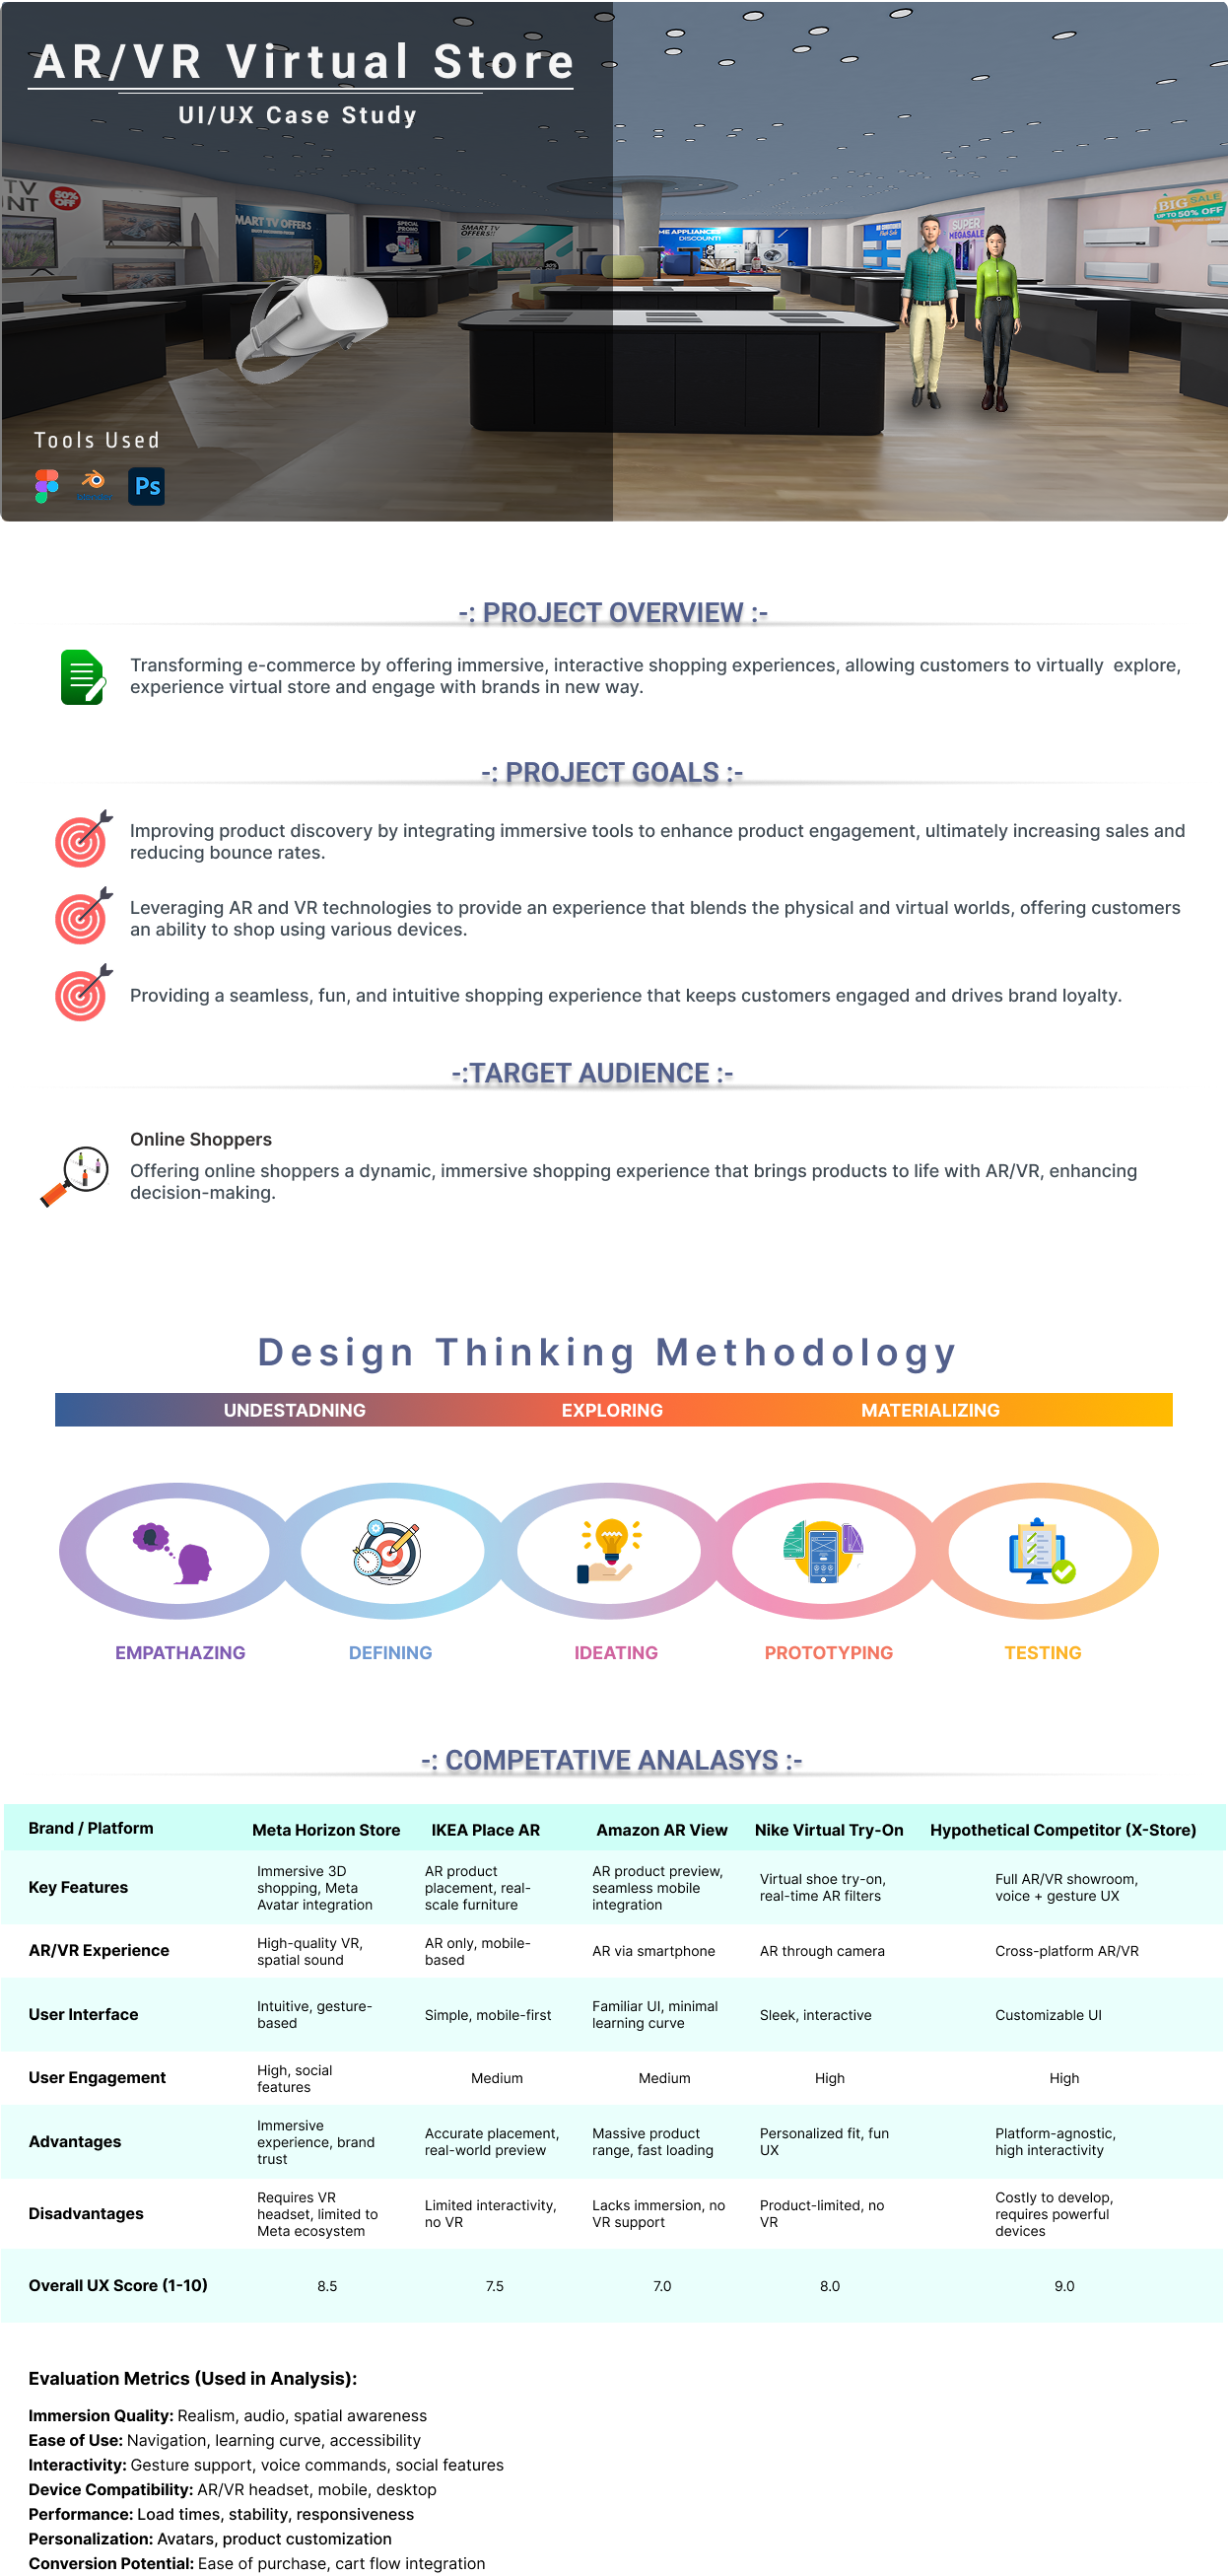 AR/VR Virtual Store
UI/UX Case Study
TV
NT
50%
OFF
MART TV OFFERS
SPECIAL
PROMO
SMART TV
OFFERS!!
ME APPLIANCES
DISCOUNT!
SUPER
MEGASALE
BIG SALE
UP TO 50% OFF
Tools Used
Ps
-: PROJECT OVERVIEW :-
Transforming e-commerce by offering immersive, interactive shopping experiences, allowing customers to virtually  explore,
experience virtual store and engage with brands in new way.
-: PROJECT GOALS :-
Improving product discovery by integrating immersive tools to enhance product engagement, ultimately increasing sales and
reducing bounce rates.
Leveraging AR and VR technologies to provide an experience that blends the physical and virtual worlds, offering customers
an ability to shop using various devices.
Providing a seamless, fun, and intuitive shopping experience that keeps customers engaged and drives brand loyalty.
-:TARGET AUDIENCE :-
Online Shoppers
Offering online shoppers a dynamic, immersive shopping experience that brings products to life with AR/VR, enhancing
decision-making.
Design Thinking Methodology
UNDESTADNING EXPLORING MATERIALIZING
EMPATHAZING DEFINING IDEATING PROTOTYPING TESTING
-: COMPETATIVE ANALASYS :-
Brand / Platform Meta Horizon Store IKEA Place AR Amazon AR View Nike Virtual Try-On Hypothetical Competitor (X-Store)
Key Features
Immersive 3D
shopping, Meta
Avatar integration
AR product
placement, real-
scale furniture
AR product preview,
seamless mobile
integration
Virtual shoe try-on,
real-time AR filters
Full AR/VR showroom,
voice + gesture UX
AR/VR Experience
High-quality VR,
spatial sound
AR only, mobile-
based
AR via smartphone
AR through camera
Cross-platform AR/VR
User Interface
Intuitive, gesture-
based
Simple, mobile-first
Familiar UI, minimal
learning curve
Sleek, interactive
Customizable UI
User Engagement
High, social
features
Medium
Medium
High
High
Advantages
Immersive
experience, brand
trust
Accurate placement,
real-world preview
Massive product
range, fast loading
Personalized fit, fun
UX
Platform-agnostic,
high interactivity
Disadvantages
Requires VR
headset, limited to
Meta ecosystem
Limited interactivity,
no VR
Lacks immersion, no
VR support
Product-limited, no
VR
Costly to develop,
requires powerful
devices
Overall UX Score (1-10) 8.5 7.5 7.0 8.0 9.0
Evaluation Metrics (Used in Analysis):
Immersion Quality: Realism, audio, spatial awareness
Ease of Use: Navigation, learning curve, accessibility
Interactivity: Gesture support, voice commands, social features
Device Compatibility: AR/VR headset, mobile, desktop
Performance: Load times, stability, responsiveness
Personalization: Avatars, product customization
Conversion Potential: Ease of purchase, cart flow integration